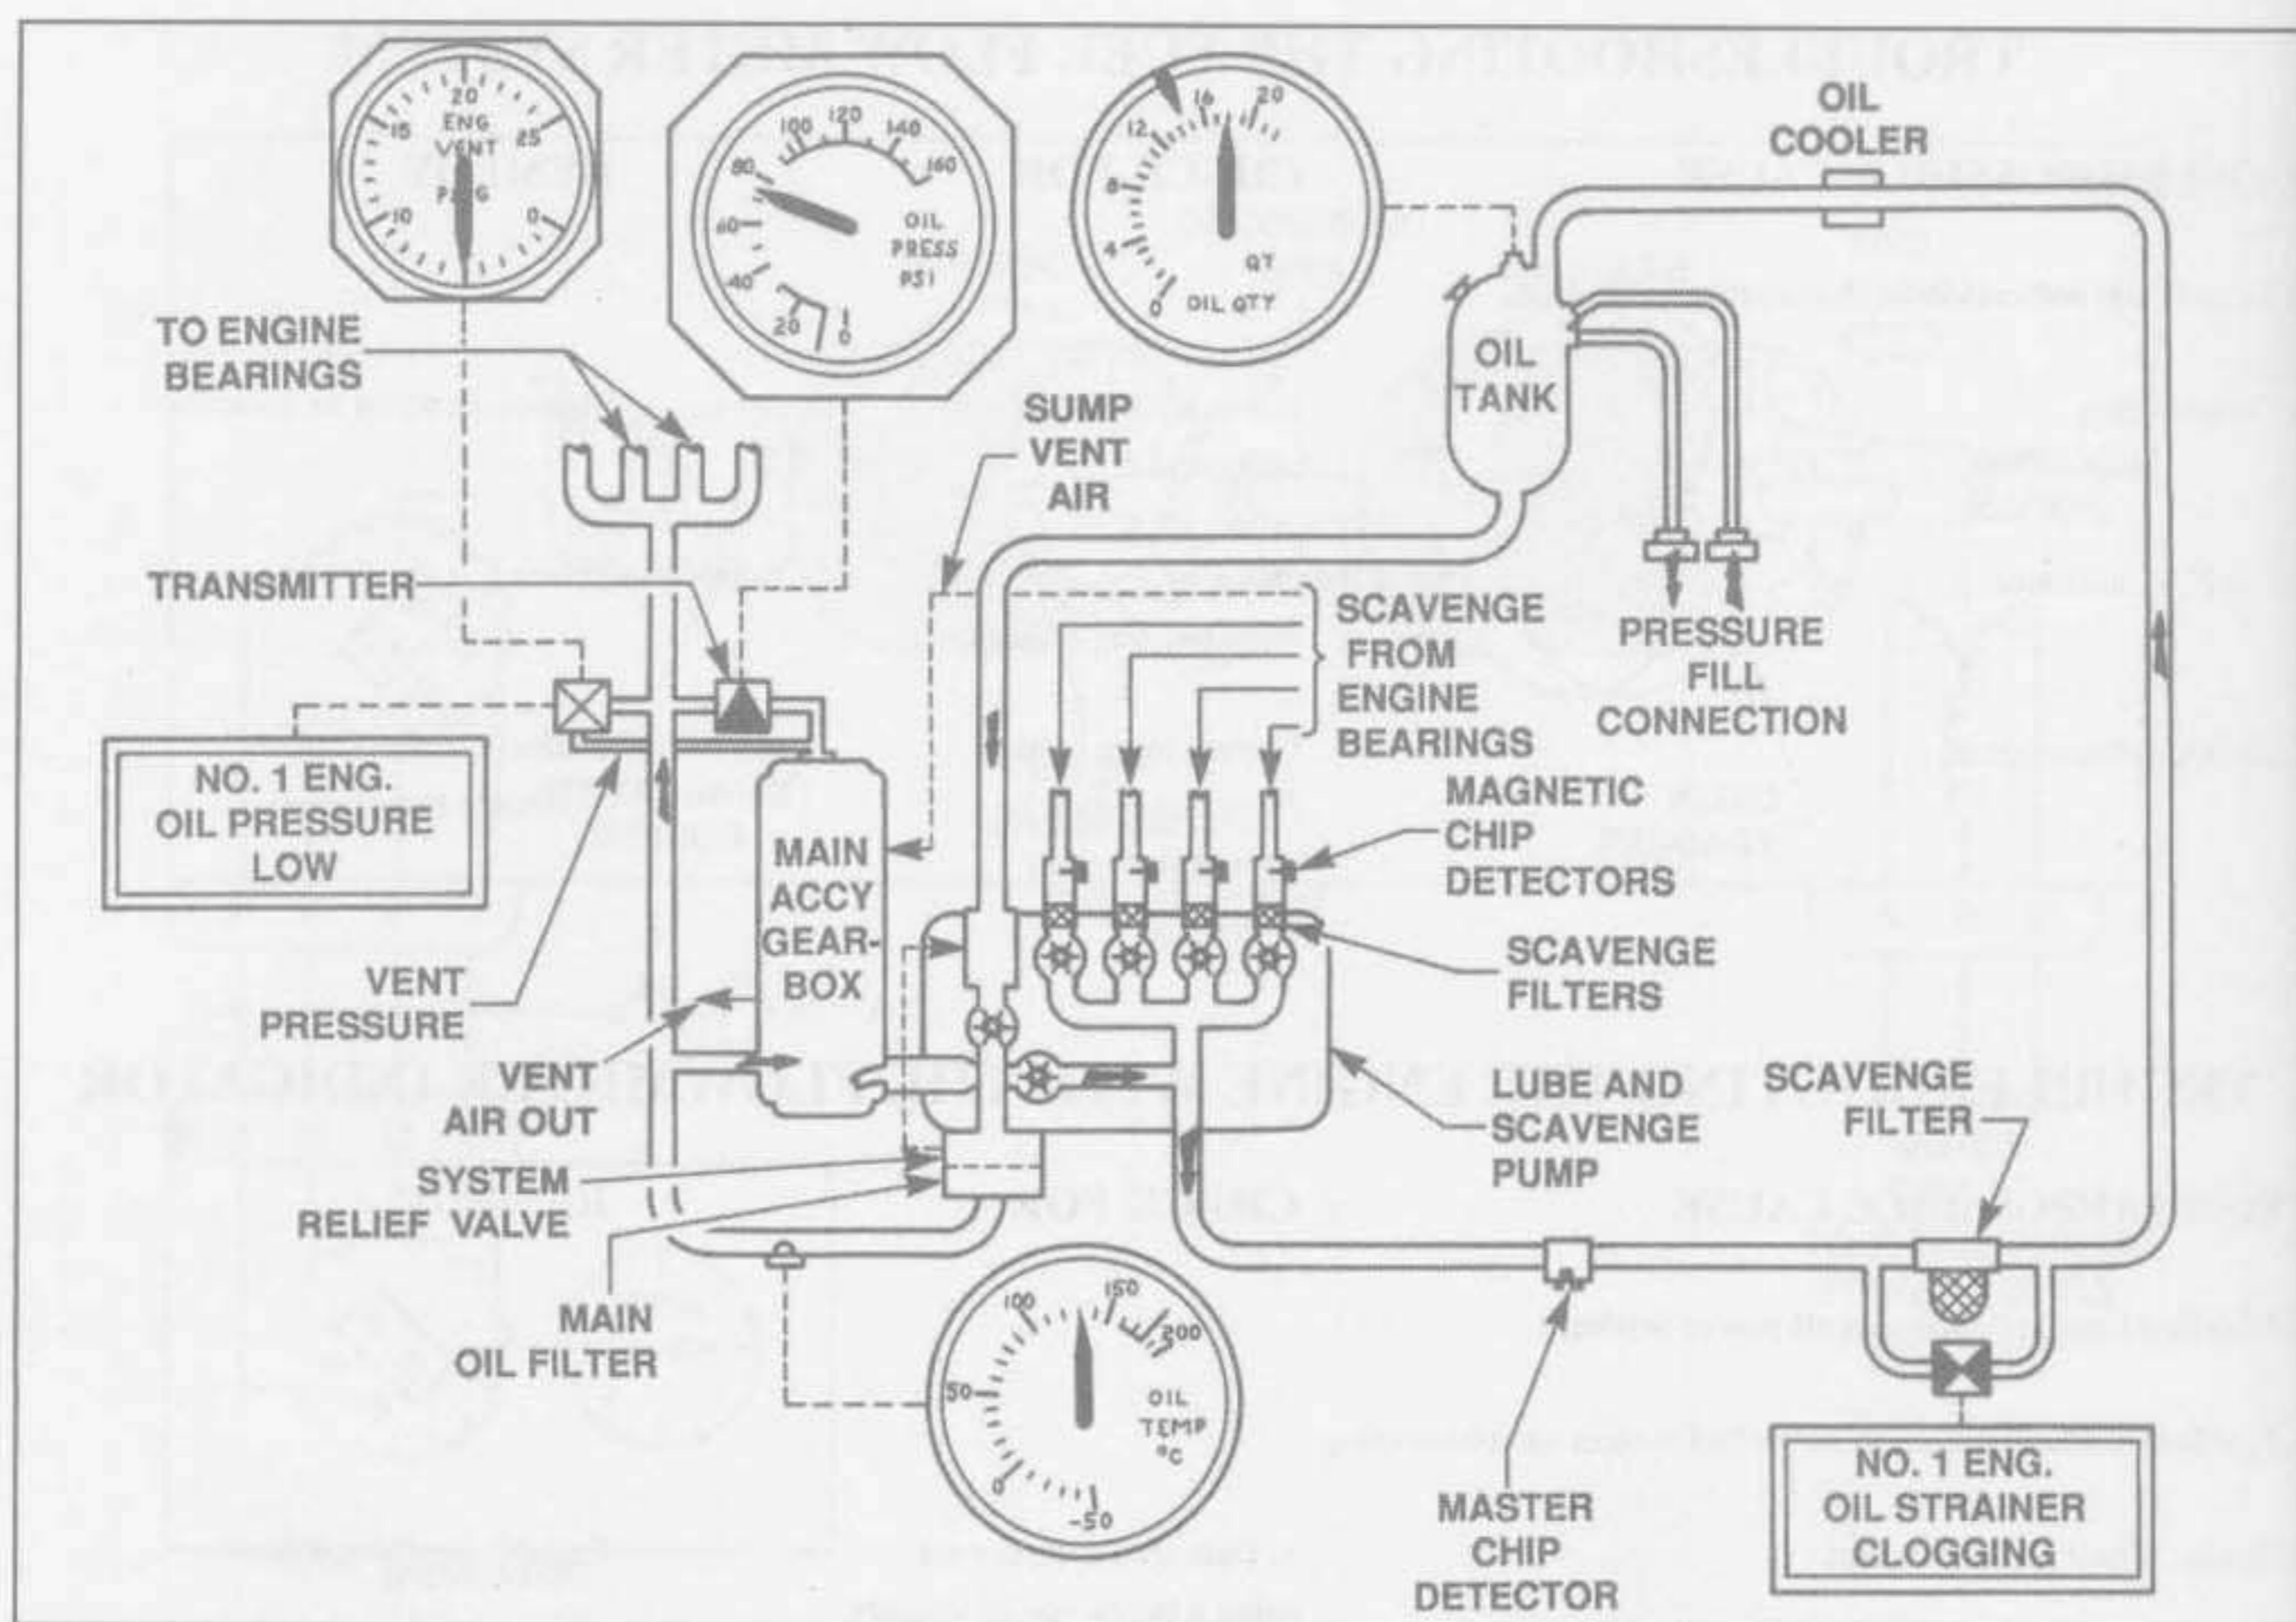 20
ENG
VENT
15
25
10
0
100
120
140
80
160
60
OIL
PRESS
PSI
40
20
0
12
16
20
8
4
QT
0
OIL QTY
OIL
COOLER
TO ENGINE
BEARINGS
SUMP
VENT
AIR
OIL
TANK
TRANSMITTER
SCAVENGE
FROM
ENGINE
BEARINGS
PRESSURE
FILL
CONNECTION
NO. 1 ENG.
OIL PRESSURE
LOW
MAIN
ACCY
GEAR-
BOX
MAGNETIC
CHIP
DETECTORS
SCAVENGE
FILTERS
VENT
PRESSURE
VENT
AIR OUT
LUBE AND
SCAVENGE
PUMP
SCAVENGE
FILTER
SYSTEM
RELIEF VALVE
MAIN
OIL FILTER
100
150
200
50
OIL
TEMP
°C
0
-50
MASTER
CHIP
DETECTOR
NO. 1 ENG.
OIL STRAINER
CLOGGING